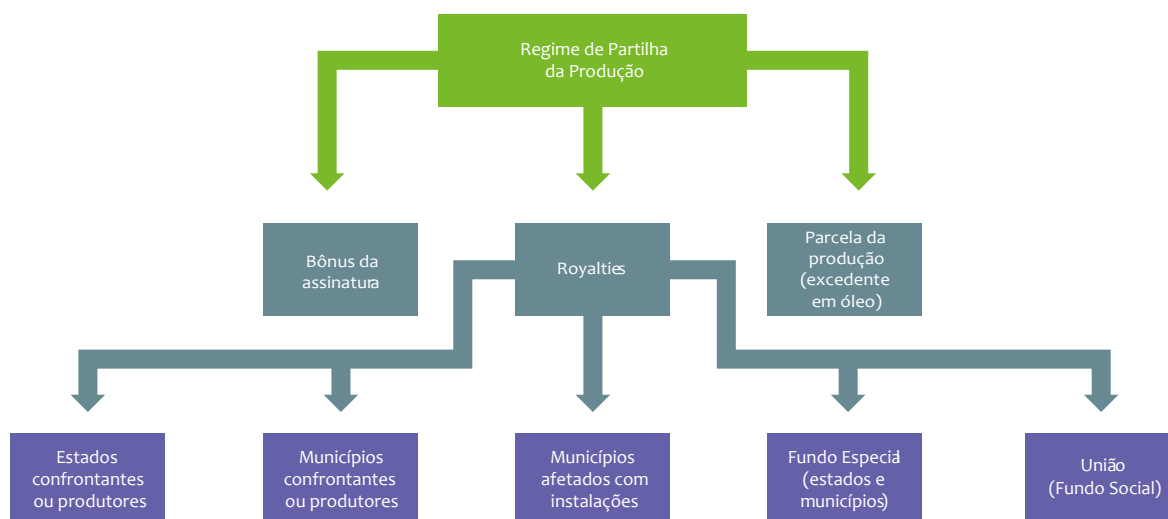 Regime de Partilha
da Produção
Bônus da
assinatura
Royalties
Parcela da
produção
(excedente
em óleo)
Estados
confrontantes
ou produtores
Municípios
confrontantes
ou produtores
Municípios
afetados com
instalações
Fundo Especial
(estados e
municípios)
União
(Fundo Social)